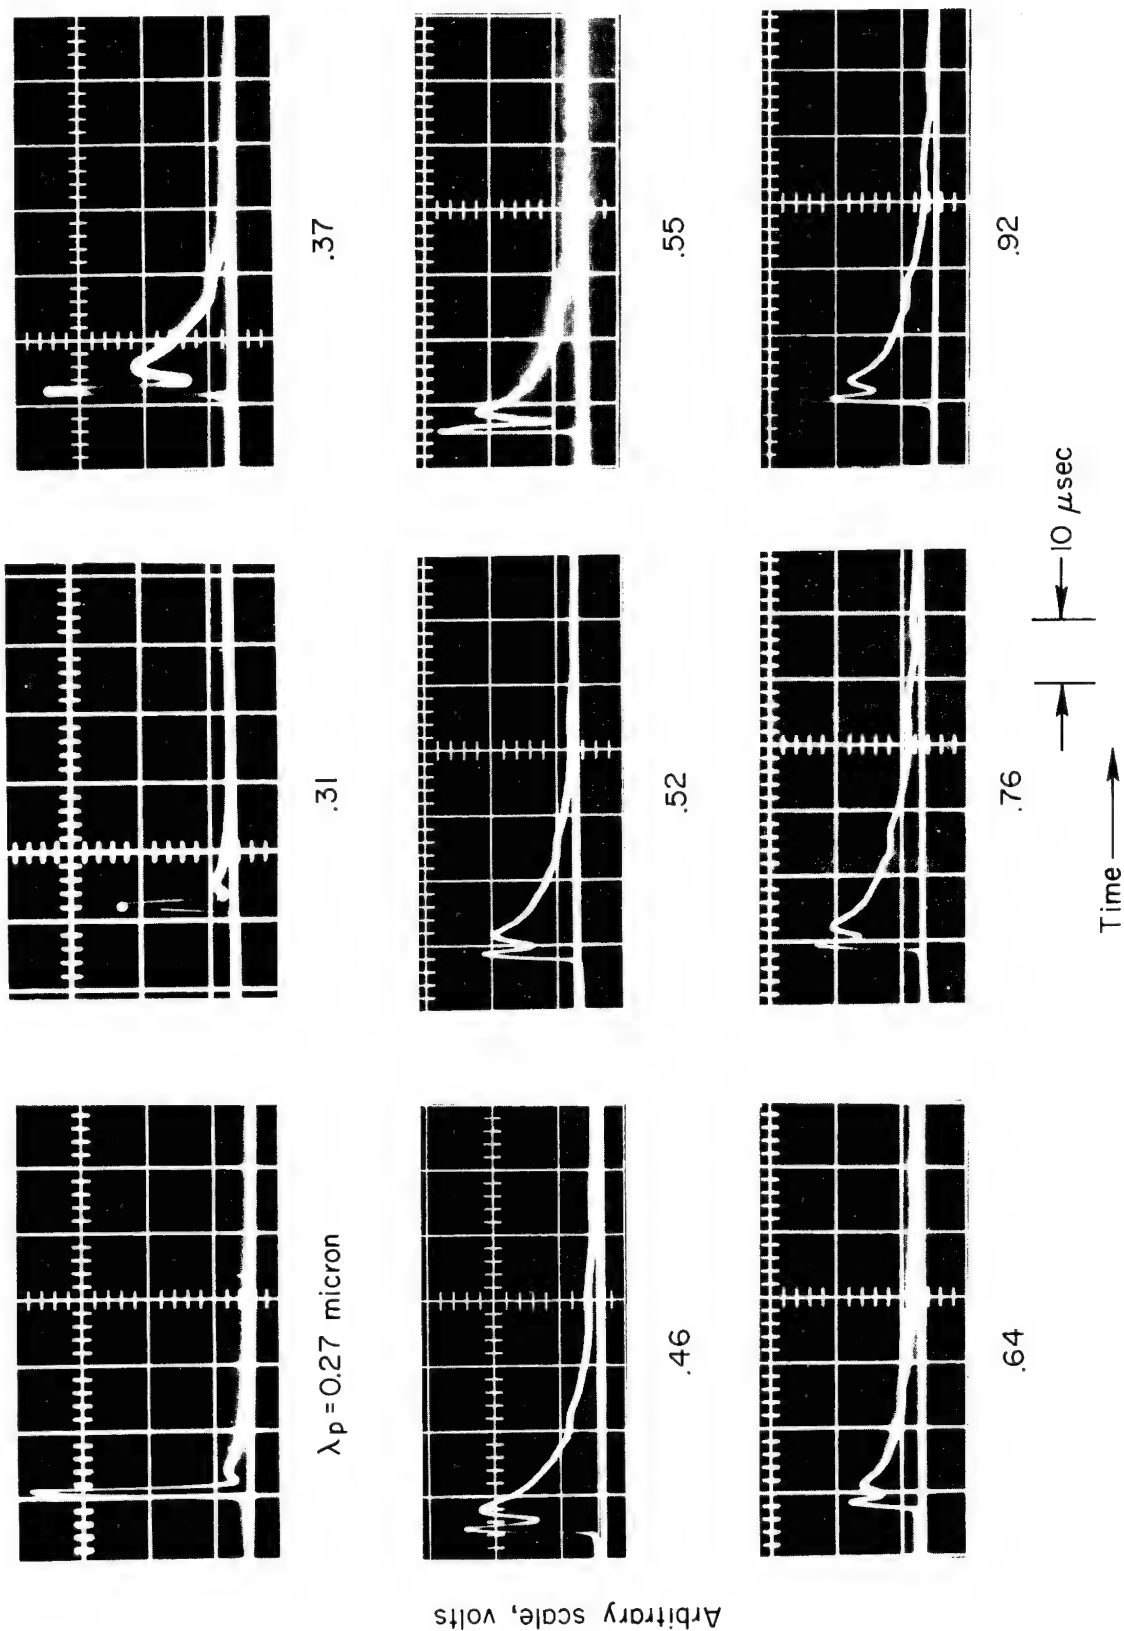 λp = 0.27 micron
.31
.37
.46
.52
.55
.64
.76
.92
Arbitrary scale, volts
Time
10 μsec